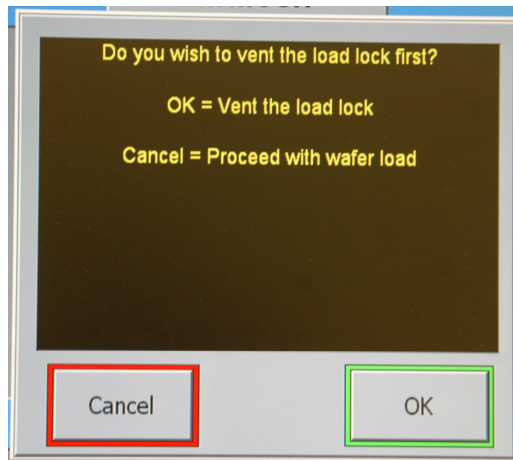 Do you wish to vent the load lock first?
OK = Vent the load lock
Cancel = Proceed with wafer load
Cancel
OK